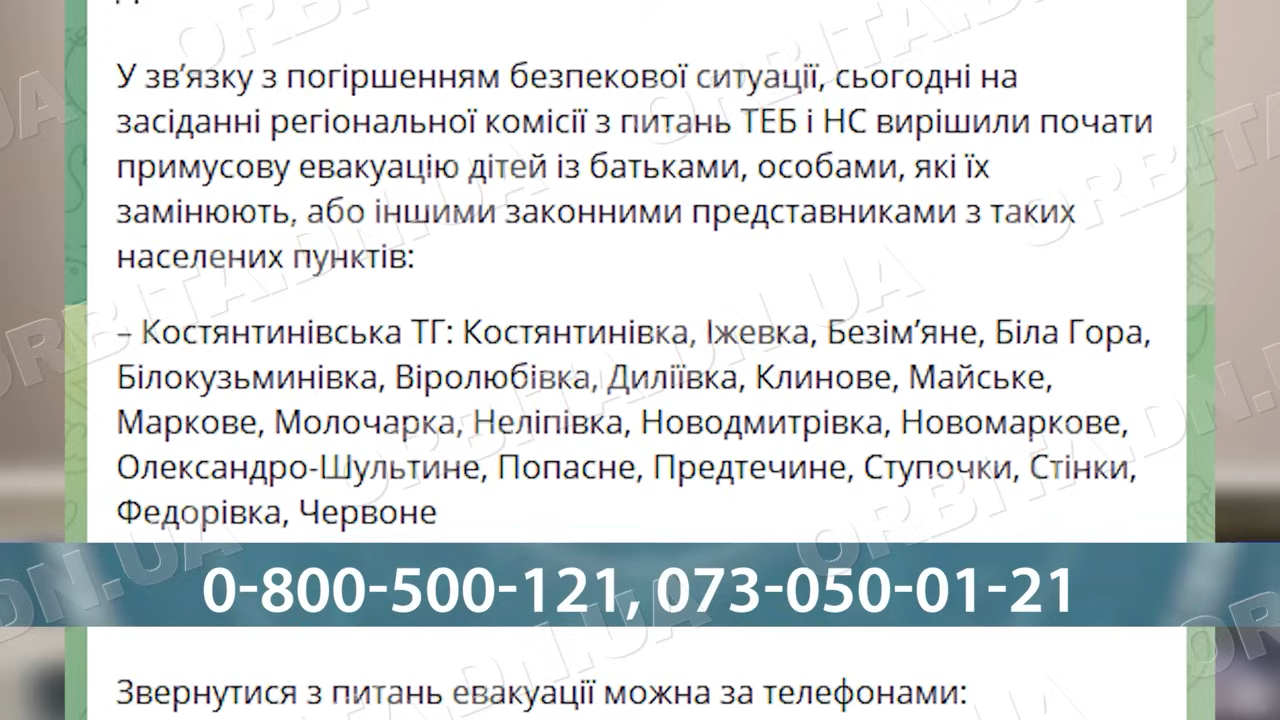 У зв’язку з погіршенням безпекової ситуації, сьогодні на
засіданні регіональної комісії з питань ТЕБ і НС вирішили почати
примусову евакуацію дітей із батьками, особами, які їх
замінюють, або іншими законними представниками з таких
населених пунктів:
– Костянтинівська ТГ: Костянтинівка, Іжевка, Безім’яне, Біла Гора,
Білокузьминівка, Віролюбівка, Диліївка, Клинове, Майське,
Маркове, Молочарка, Неліпівка, Новодмитрівка, Новомаркове,
Олександро-Шультине, Попасне, Предтечине, Ступочки, Стінки,
Федорівка, Червоне
0-800-500-121, 073-050-01-21
Звернутися з питань евакуації можна за телефонами:
ORBITA.DN.UA